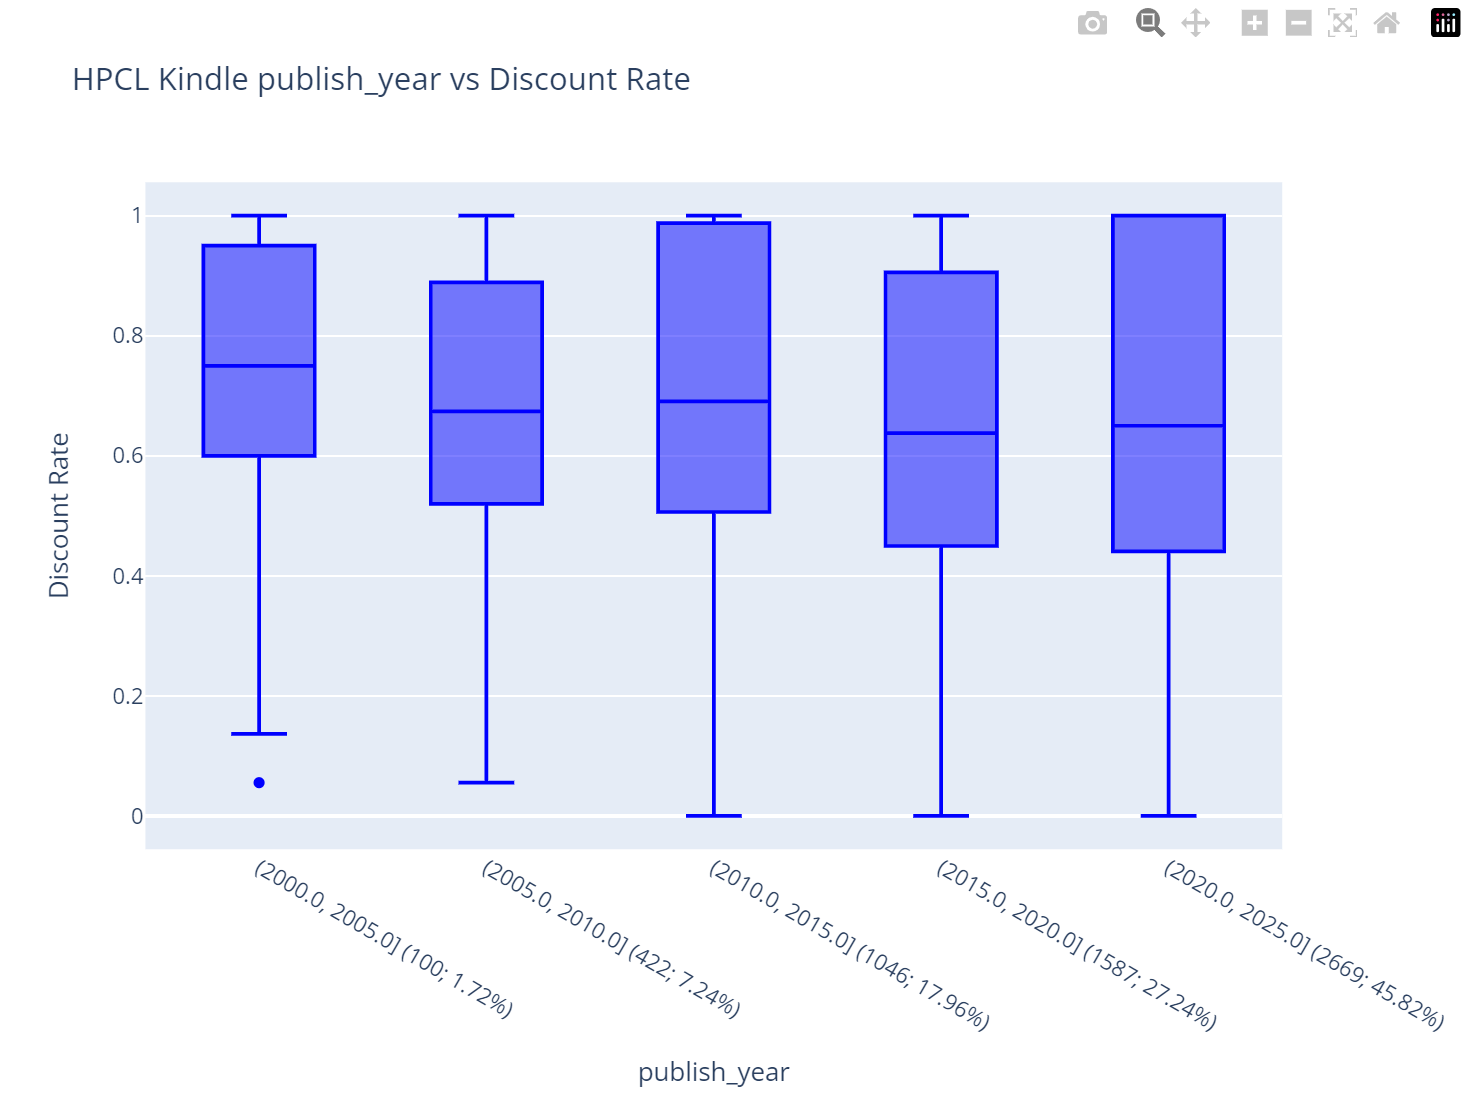 HPCL Kindle publish_year vs Discount Rate
1
0.8
0.6
0.4
0.2
0
Discount Rate
(2000.0, 2005.0] (100; 1.72%)
(2005.0, 2010.0] (422; 7.24%)
(2010.0, 2015.0] (1046; 17.96%)
(2015.0, 2020.0] (1587; 27.24%)
(2020.0, 2025.0] (2669; 45.82%)
publish_year